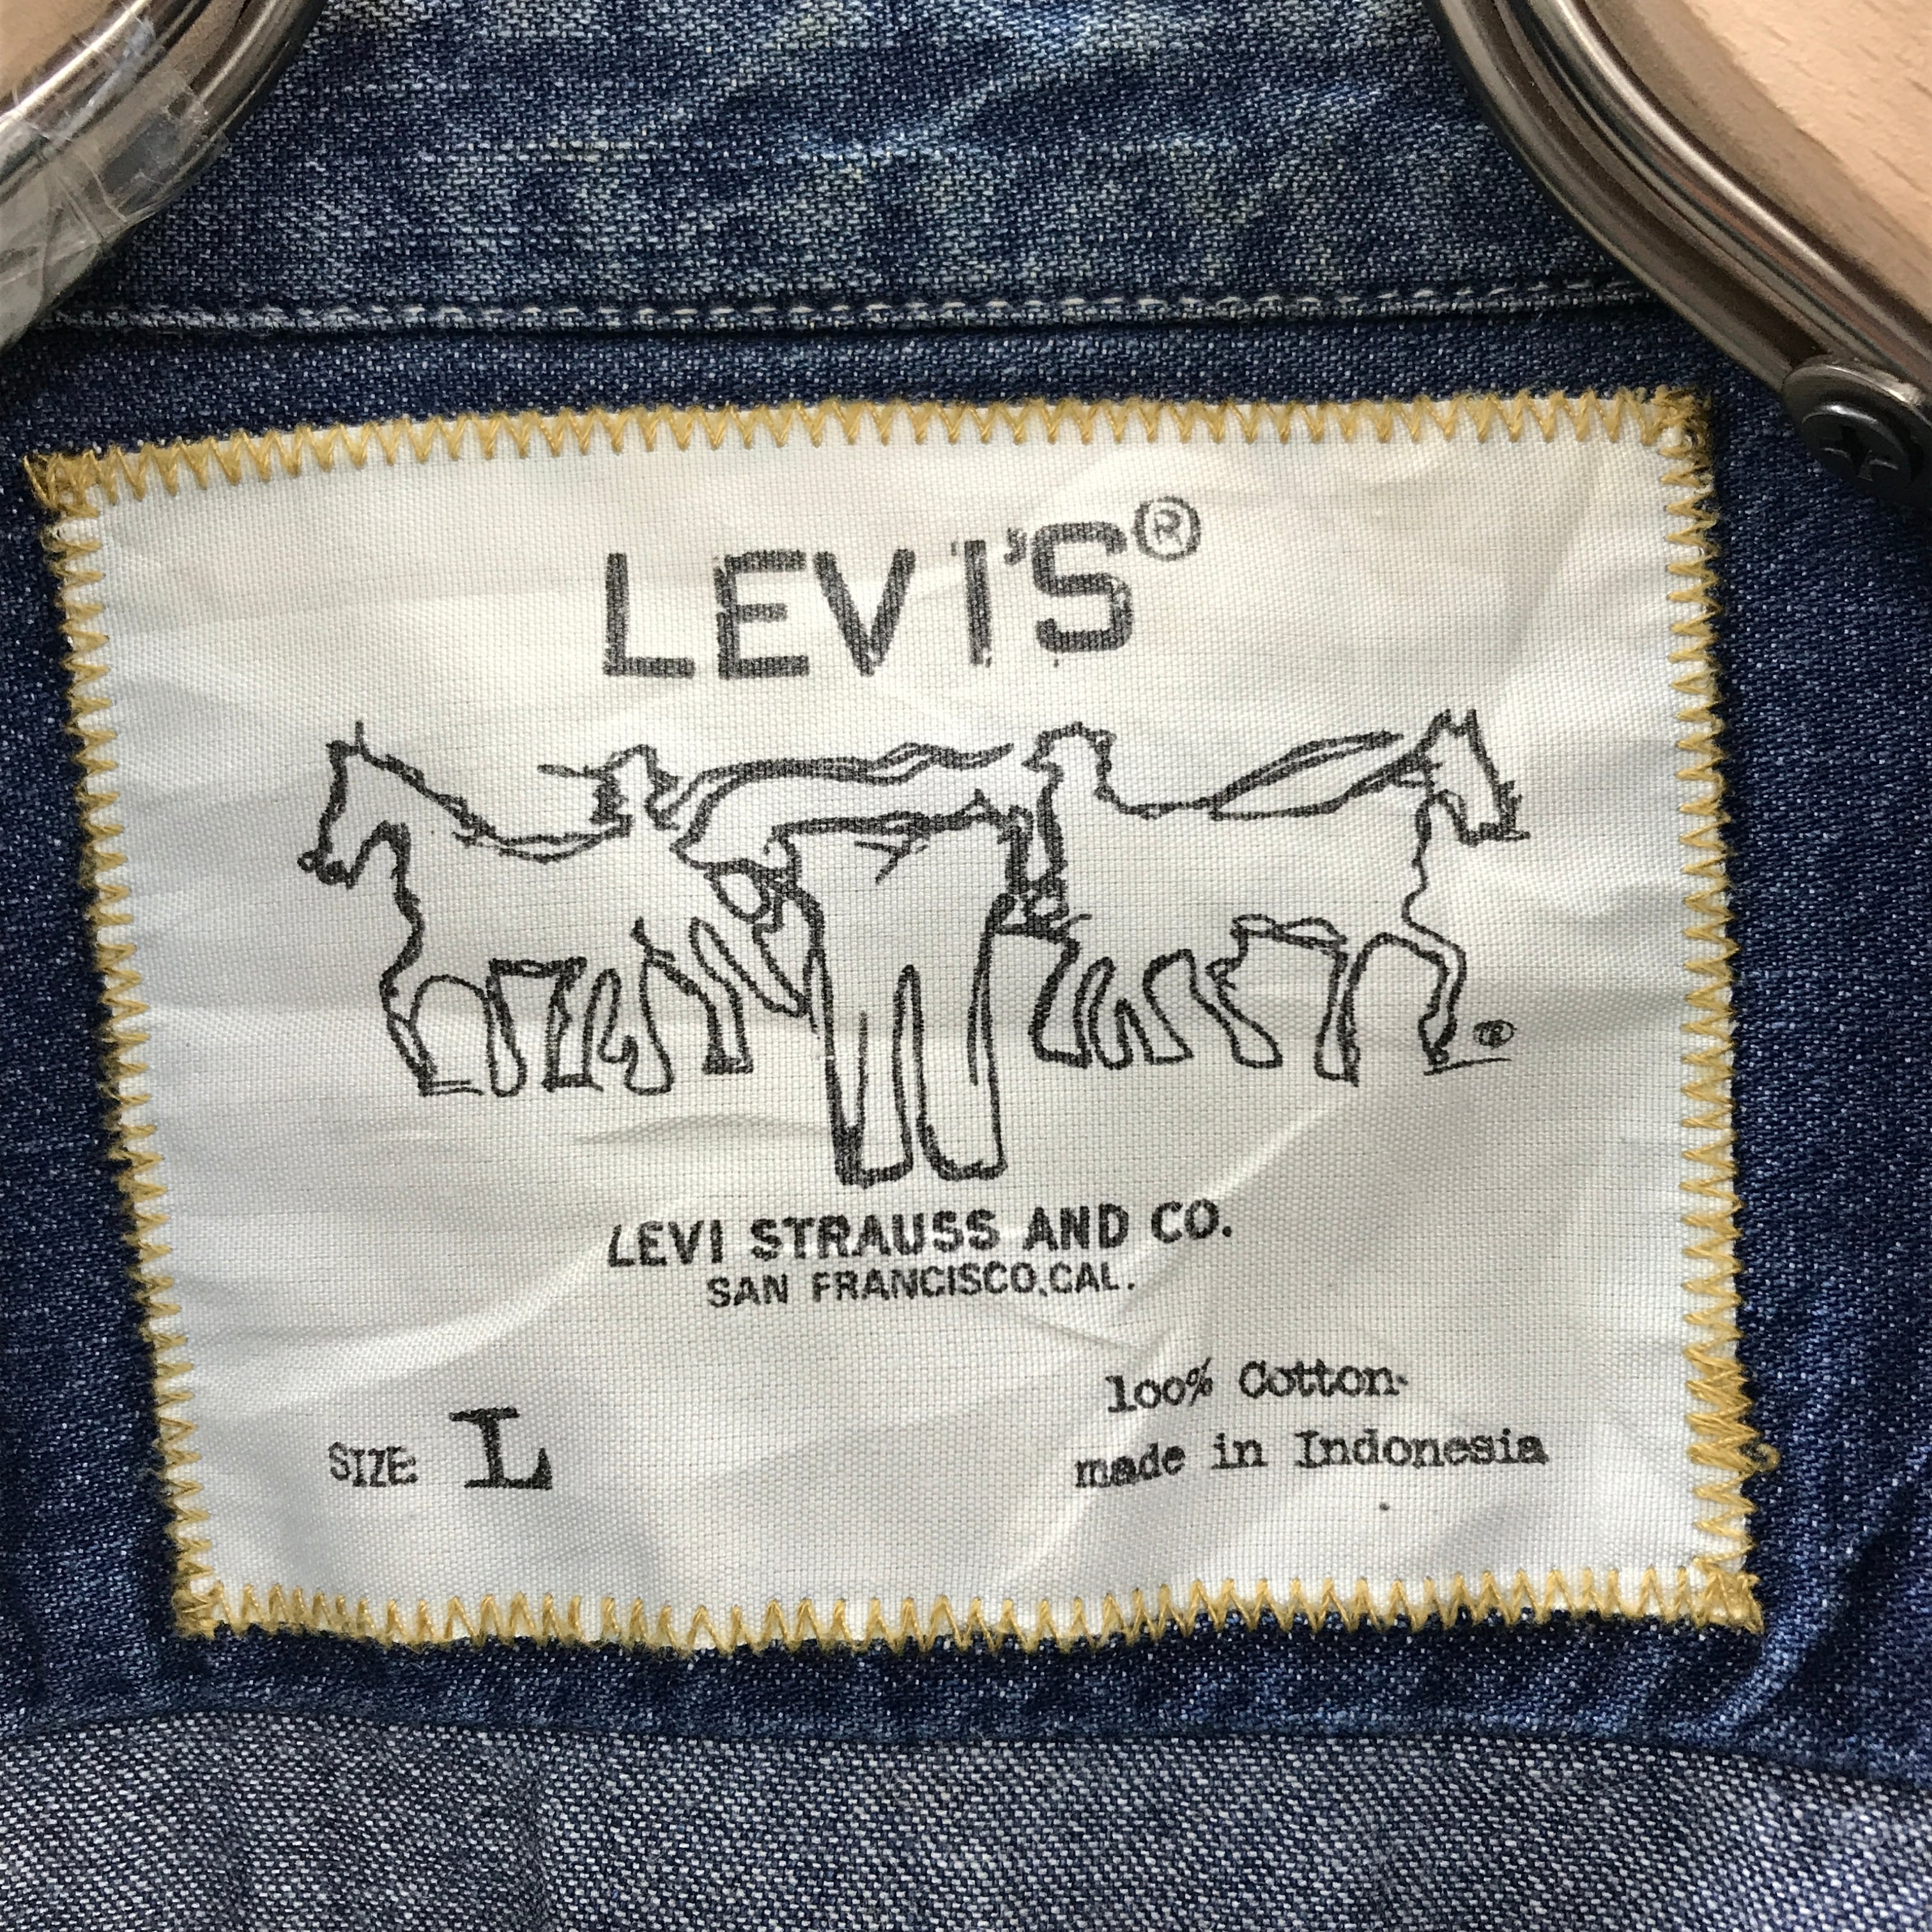 LEVI'S®
®
LEVI STRAUSS AND CO.
SAN FRANCISCO,CAL.
SIZE: L
100% Cotton
made in Indonesia